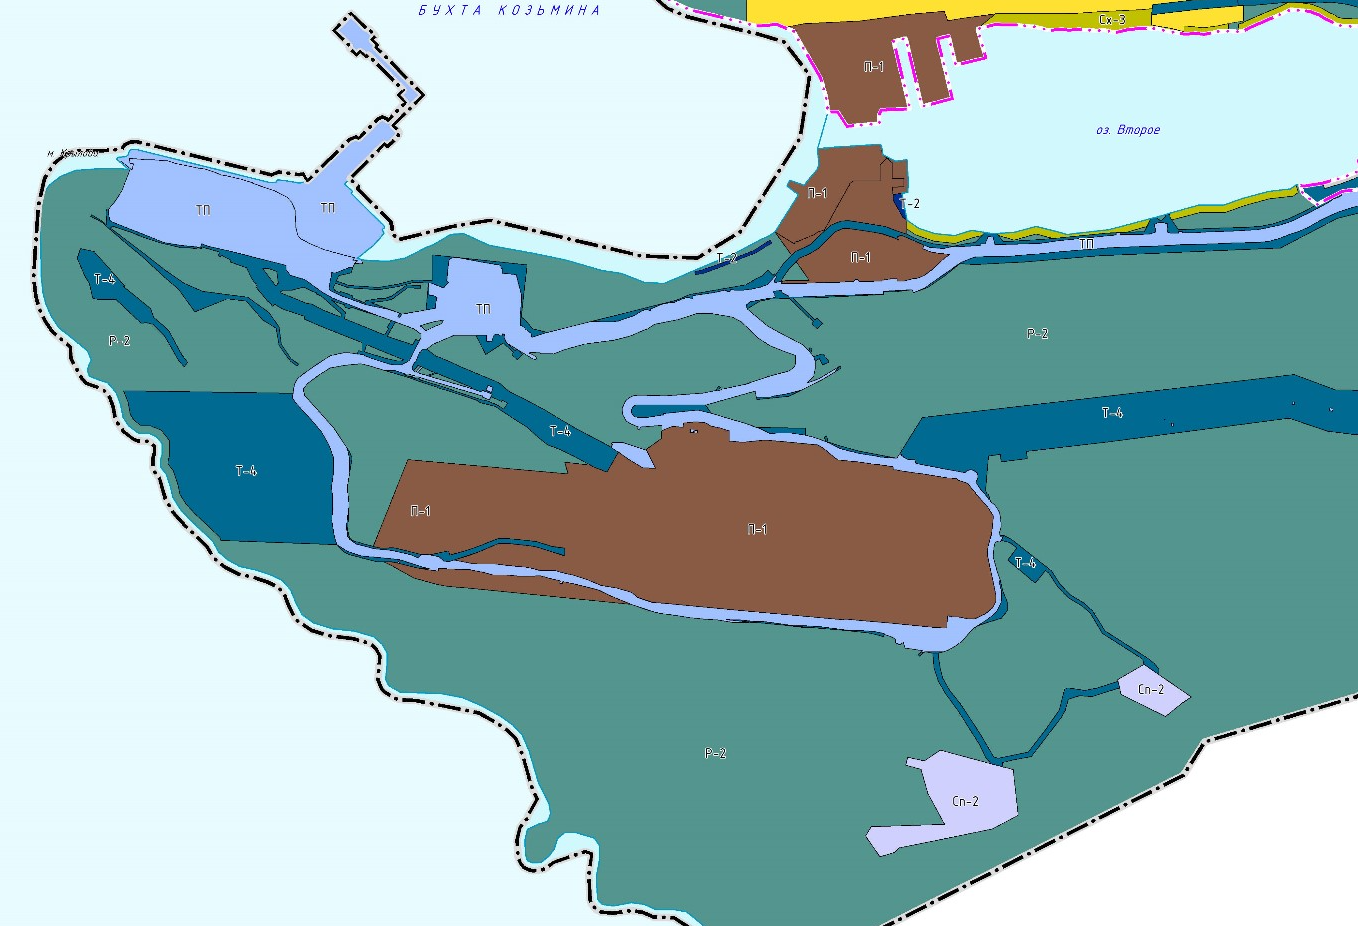 БУХТА КОЗЬМИНА
Сх-3
П-1
оз. Второе
м. Крылова
П-1
Т-2
ТП
ТП
ТП
Т-2
П-1
Т-4
ТП
Р-2
Р-2
Т-4
Т-4
Т-4
П-1
П-1
Т-4
Сп-2
Р-2
Сп-2